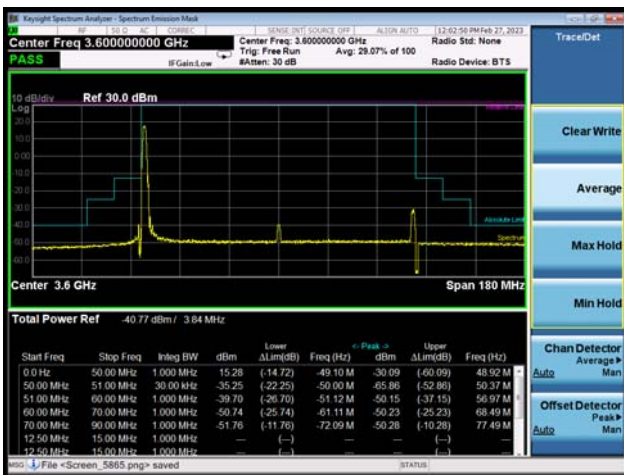 Keysight Spectrum Analyzer - Spectrum Emission Mask
RF 50 Ω AC CORREC SENSE:INT SOURCE OFF ALIGN AUTO 12:02:50 PM Feb 27, 2023
Center Freq 3.600000000 GHz Center Freq: 3.600000000 GHz Radio Std: None
Trig: Free Run Avg: 29.07% of 100
PASS IFGain:Low #Atten: 30 dB Radio Device: BTS
Trace/Det
10 dB/div Ref 30.0 dBm
Log
20.0
10.0
0.00
10.0
20.0
30.0
40.0
Absolute Limit
Spectrum
60.0
Center 3.6 GHz Span 180 MHz
Clear Write
Average
Max Hold
Min Hold
Chan Detector
Average
Auto Man
Offset Detector
Peak
Auto Man
Total Power Ref -40.77 dBm / 3.84 MHz
Lower <- Peak -> Upper
Start Freq Stop Freq Integ BW dBm ΔLim(dB) Freq (Hz) dBm ΔLim(dB) Freq (Hz)
0.0 Hz 50.00 MHz 1.000 MHz 15.28 (-14.72) -49.10 M -30.09 (-60.09) 48.92 M
50.00 MHz 51.00 MHz 30.00 kHz -35.25 (-22.25) -50.00 M -65.86 (-52.86) 50.37 M
51.00 MHz 60.00 MHz 1.000 MHz -39.70 (-26.70) -51.12 M -50.15 (-37.15) 56.97 M
60.00 MHz 70.00 MHz 1.000 MHz -50.74 (-25.74) -61.11 M -50.23 (-25.23) 68.49 M
70.00 MHz 90.00 MHz 1.000 MHz -51.76 (-11.76) -72.09 M -50.28 (-10.28) 77.49 M
12.50 MHz 15.00 MHz 1.000 MHz --- (---) --- --- (---) ---
12.50 MHz 15.00 MHz 1.000 MHz --- (---) --- --- (---) ---
MSG File <Screen_5865.png> saved STATUS